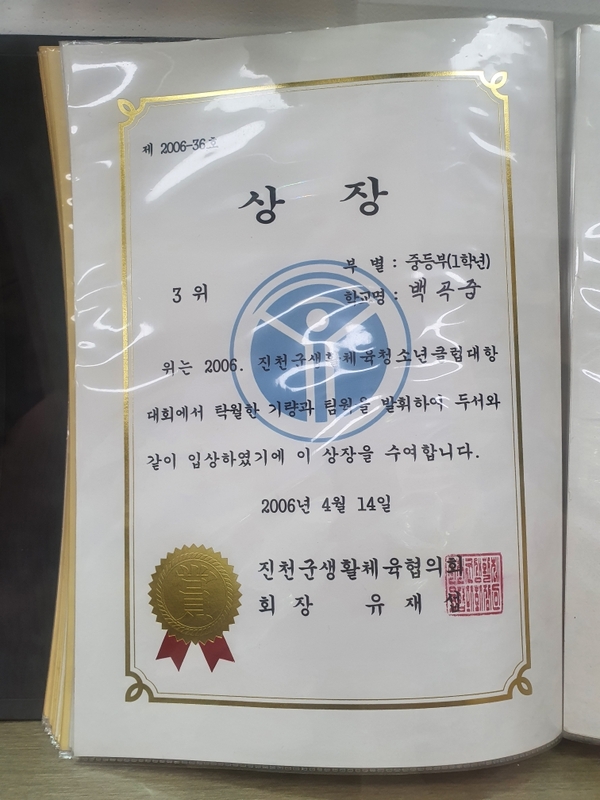 제 2006-36호
상 장
부 별 : 중등부(1학년)
3 위
학교명 : 백곡중
위는 2006. 진천군생활체육청소년클럽대항
대회에서 탁월한 기량과 팀원을 발휘하여 두서와
같이 입상하였기에 이 상장을 수여합니다.
2006년 4월 14일
진천군생활체육협의회
회 장 유 재